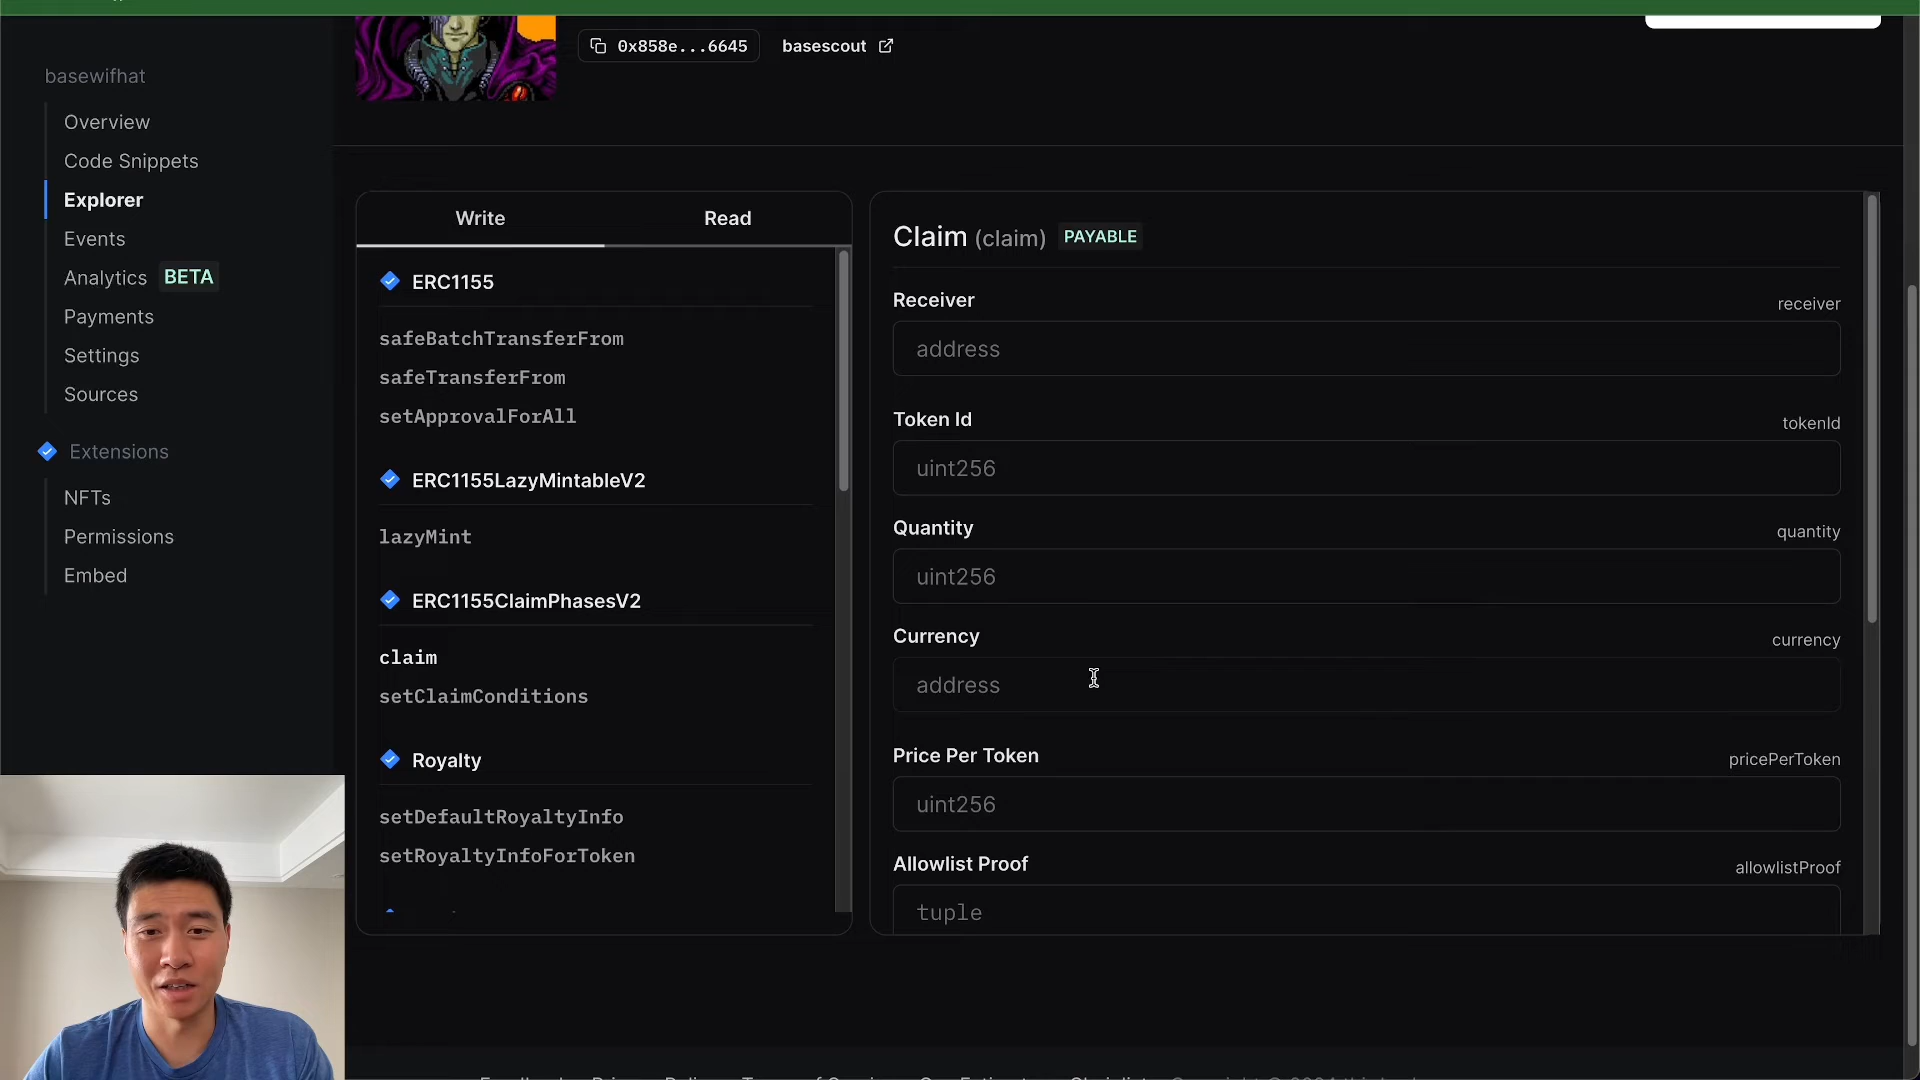 0x858e...6645
basescout
basewifhat
Overview
Code Snippets
Explorer
Events
Analytics BETA
Payments
Settings
Sources
Extensions
NFTs
Permissions
Embed
Write
Read
ERC1155
safeBatchTransferFrom
safeTransferFrom
setApprovalForAll
ERC1155LazyMintableV2
lazyMint
ERC1155ClaimPhasesV2
claim
setClaimConditions
Royalty
setDefaultRoyaltyInfo
setRoyaltyInfoForToken
Claim (claim) PAYABLE
Receiver
receiver
address
Token Id
tokenId
uint256
Quantity
quantity
uint256
Currency
currency
address
Price Per Token
pricePerToken
uint256
Allowlist Proof
allowlistProof
tuple